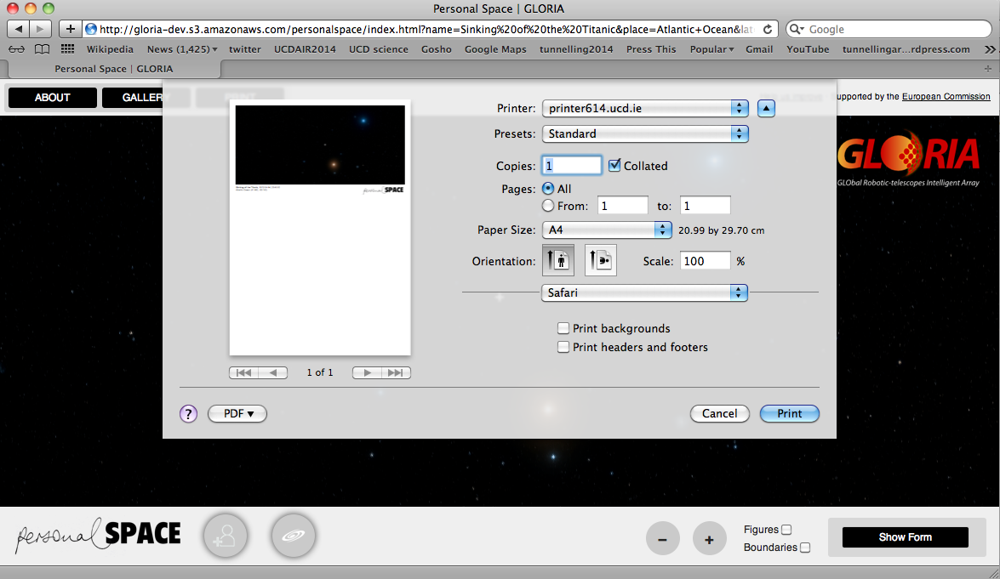 Personal Space | GLORIA
http://gloria-dev.s3.amazonaws.com/personalspace/index.html?name=Sinking%20of%20the%20Titanic&place=Atlantic+Ocean&lat
Google
Wikipedia News (1,425) twitter UCDAIR2014 UCD science Gosho Google Maps tunnelling2014 Press This Popular Gmail YouTube tunnellingar...rdpress.com
Personal Space | GLORIA
ABOUT GALLERY
Supported by the European Commission
GLORIA
GLObal Robotic-telescopes Intelligent Array
personal SPACE
Printer: printer614.ucd.ie
Presets: Standard
Copies: 1 Collated
Pages: All
From: 1 to: 1
Paper Size: A4 20.99 by 29.70 cm
Orientation: Scale: 100 %
Safari
Print backgrounds
Print headers and footers
1 of 1
? PDF Cancel Print
personal SPACE
Figures
Boundaries
Show Form